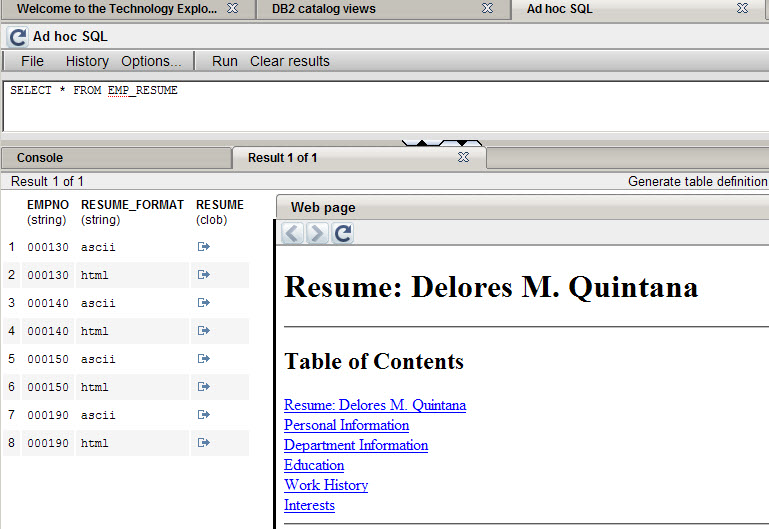 Welcome to the Technology Explo... DB2 catalog views Ad hoc SQL
Ad hoc SQL
File History Options... Run Clear results
SELECT * FROM EMP_RESUME
Console Result 1 of 1
Result 1 of 1 Generate table definition
EMPNO RESUME_FORMAT RESUME
(string) (string) (clob)
1 000130 ascii
2 000130 html
3 000140 ascii
4 000140 html
5 000150 ascii
6 000150 html
7 000190 ascii
8 000190 html
Web page
Resume: Delores M. Quintana
Table of Contents
Resume: Delores M. Quintana
Personal Information
Department Information
Education
Work History
Interests